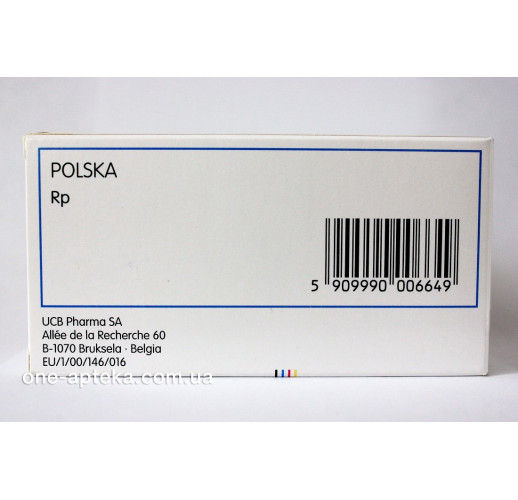 POLSKA
Rp
5 909990 006649
UCB Pharma SA
Allée de la Recherche 60
B-1070 Bruksela · Belgia
EU/1/00/146/016
one-apteka.com.ua